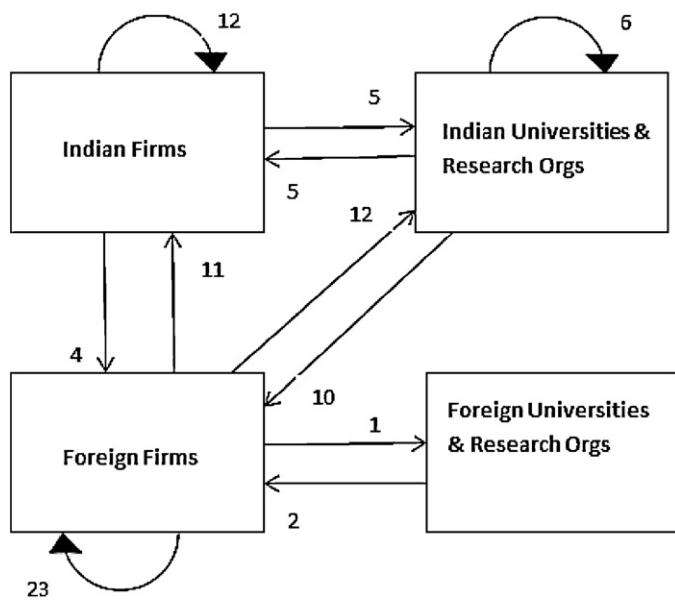 12
6
5
Indian Firms
Indian Universities &
Research Orgs
5
12
11
4
10
Foreign Universities
& Research Orgs
1
Foreign Firms
2
23